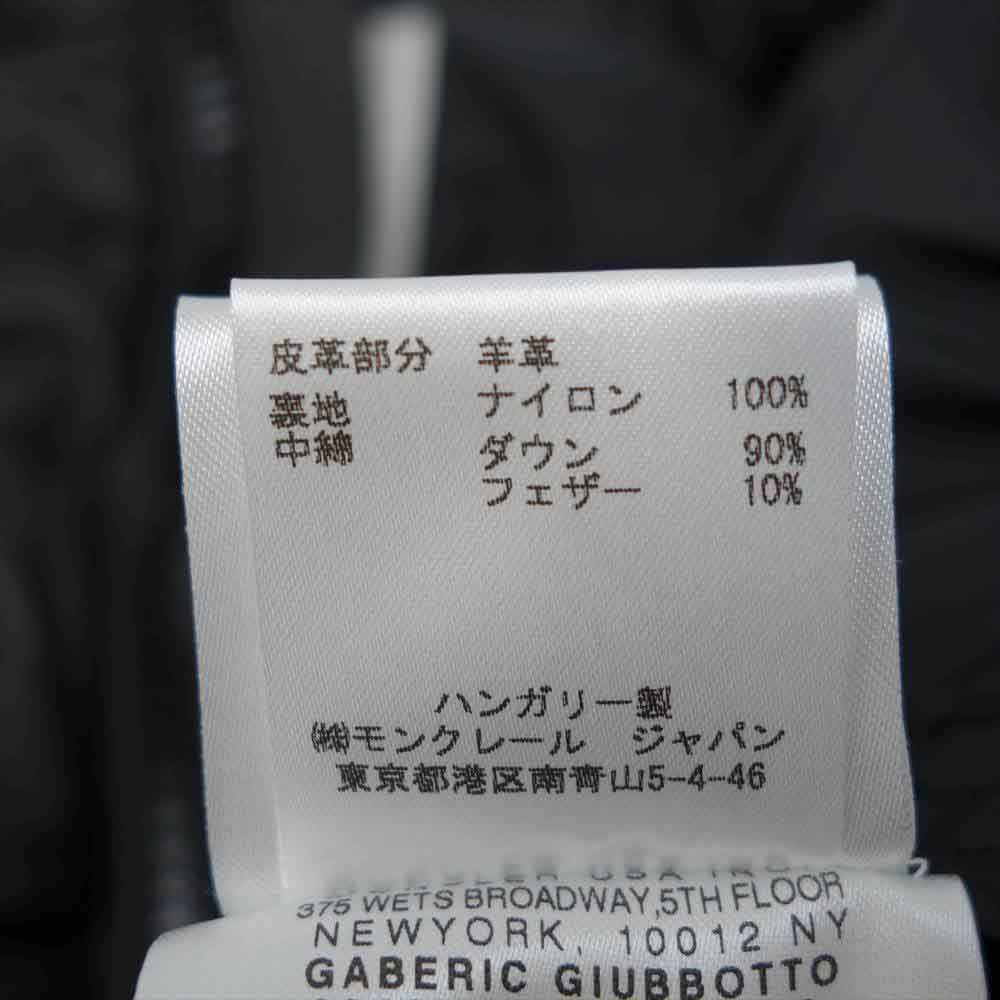 皮革部分 羊革
裏地 ナイロン 100%
中綿 ダウン 90%
フェザー 10%
ハンガリー製
㈱モンクレール ジャパン
東京都港区南青山5-4-46
USA INC.
375 WETS BROADWAY,5TH FLOOR
NEWYORK, 10012 NY
GABERIC GIUBBOTTO